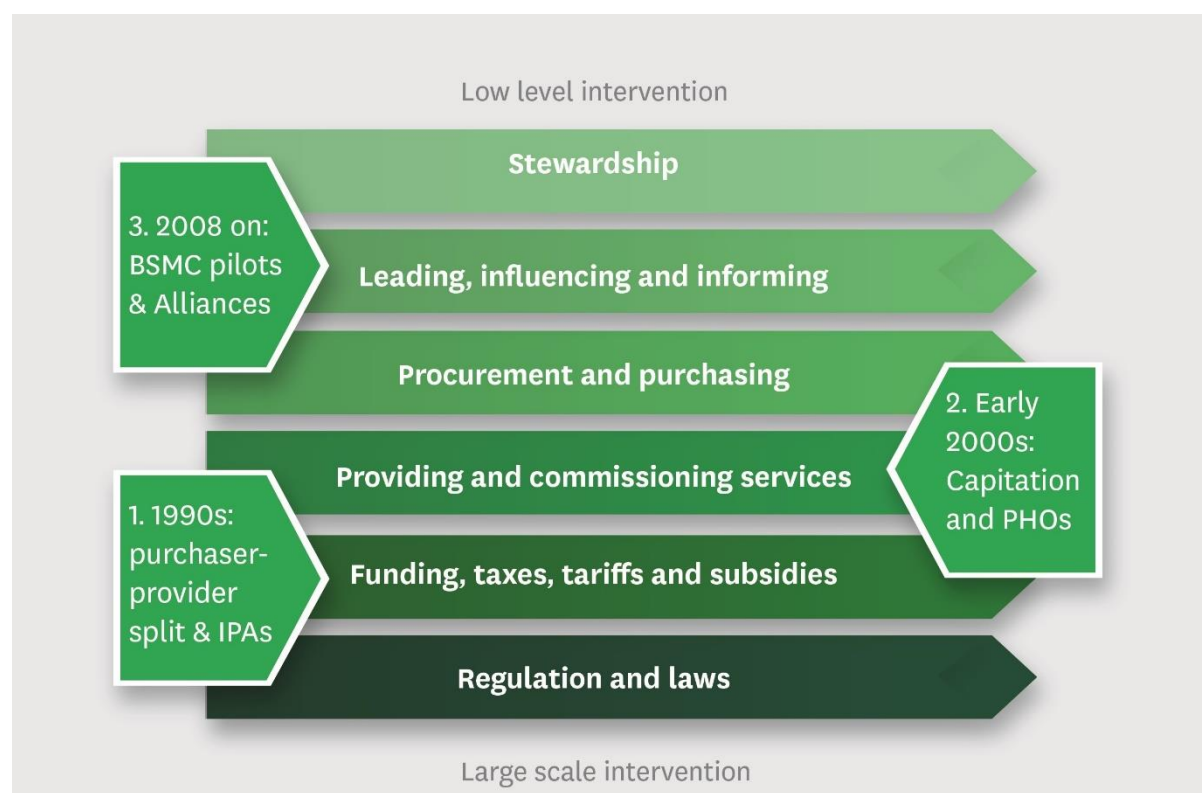 Low level intervention
Stewardship
3. 2008 on:
BSMC pilots
& Alliances
Leading, influencing and informing
Procurement and purchasing
2. Early
2000s:
Capitation
and PHOs
Providing and commissioning services
1. 1990s:
purchaser-
provider
split & IPAs
Funding, taxes, tariffs and subsidies
Regulation and laws
Large scale intervention